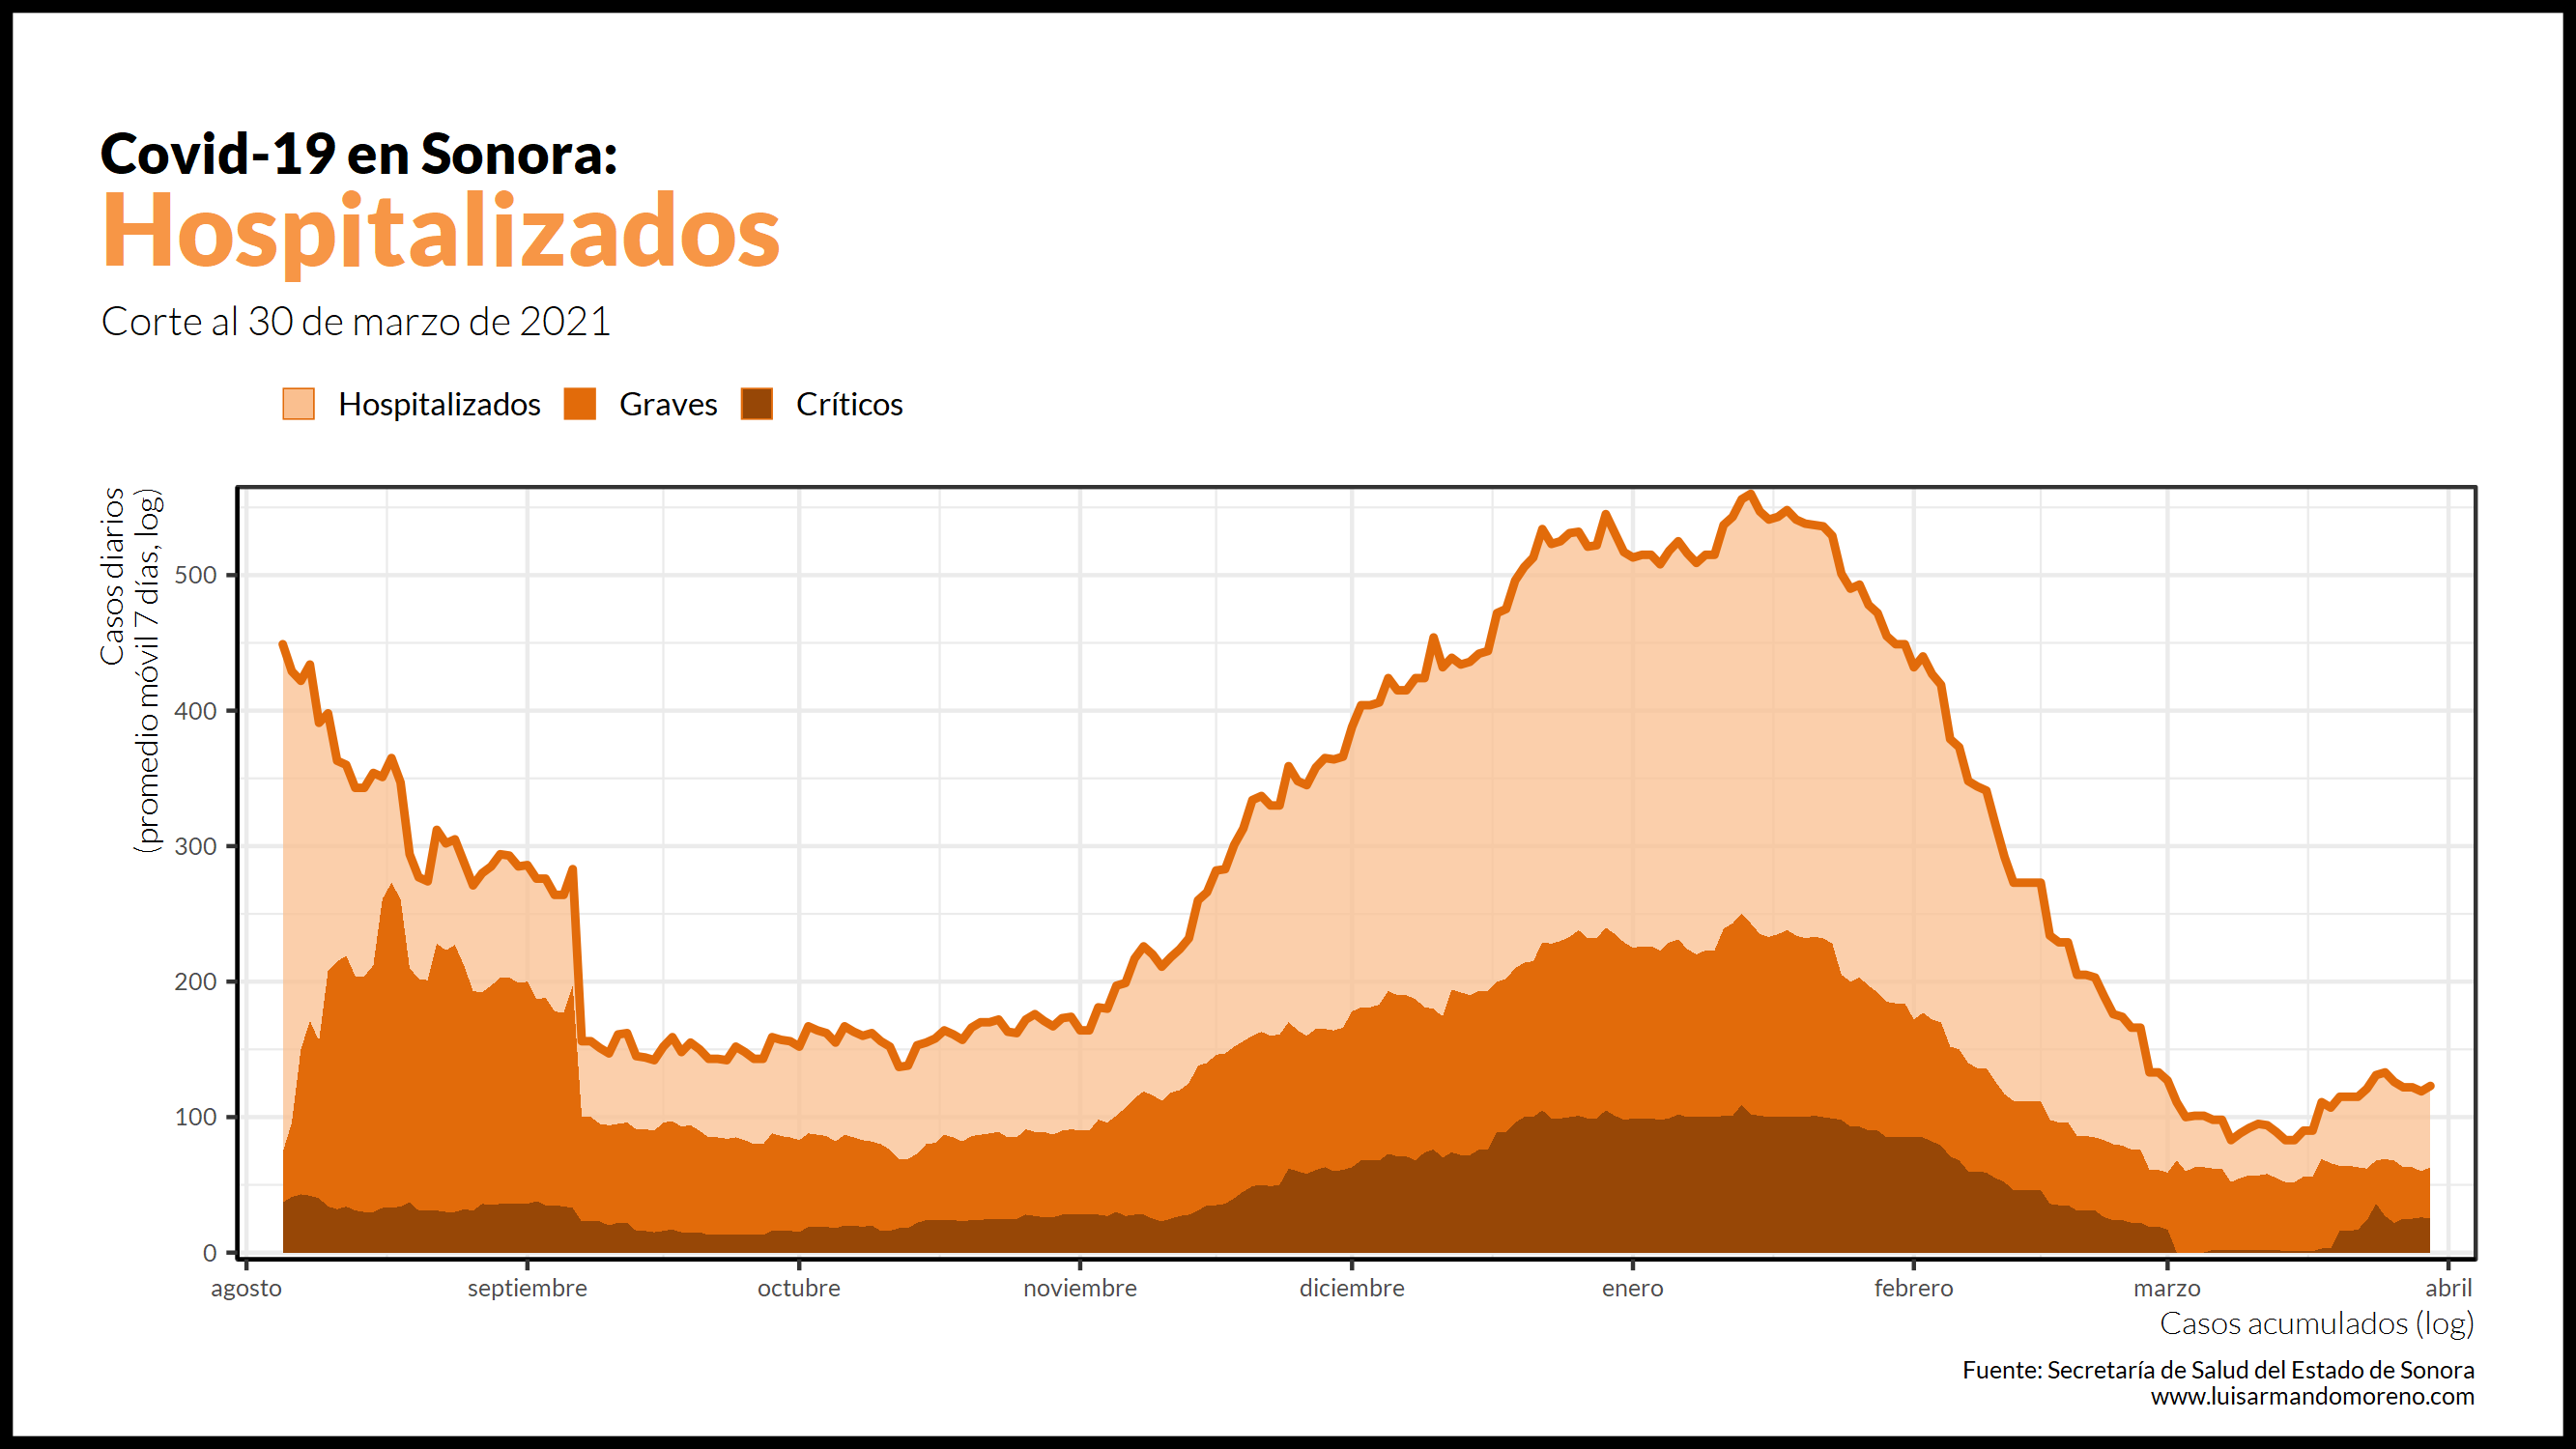 Covid-19 en Sonora:
Hospitalizados
Corte al 30 de marzo de 2021
Hospitalizados
Graves
Críticos
Casos diarios
(promedio móvil 7 días, log)
500
400
300
200
100
0
agosto
septiembre
octubre
noviembre
diciembre
enero
febrero
marzo
abril
Casos acumulados (log)
Fuente: Secretaría de Salud del Estado de Sonora
www.luisarmandomoreno.com